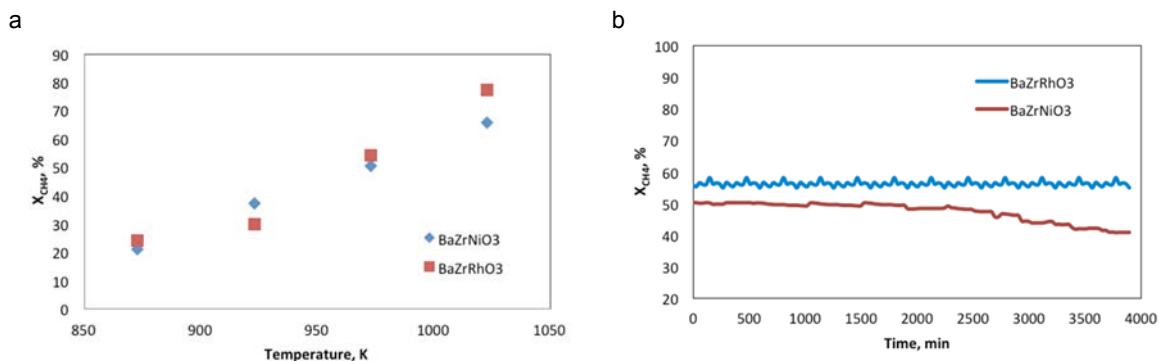 a
90
80
70
60
50
40
30
20
10
0
X_CH4, %
BaZrNiO3
BaZrRhO3
850 900 950 1000 1050
Temperature, K
b
100
90
80
70
60
50
40
30
20
X_CH4, %
BaZrRhO3
BaZrNiO3
0 500 1000 1500 2000 2500 3000 3500 4000
Time, min